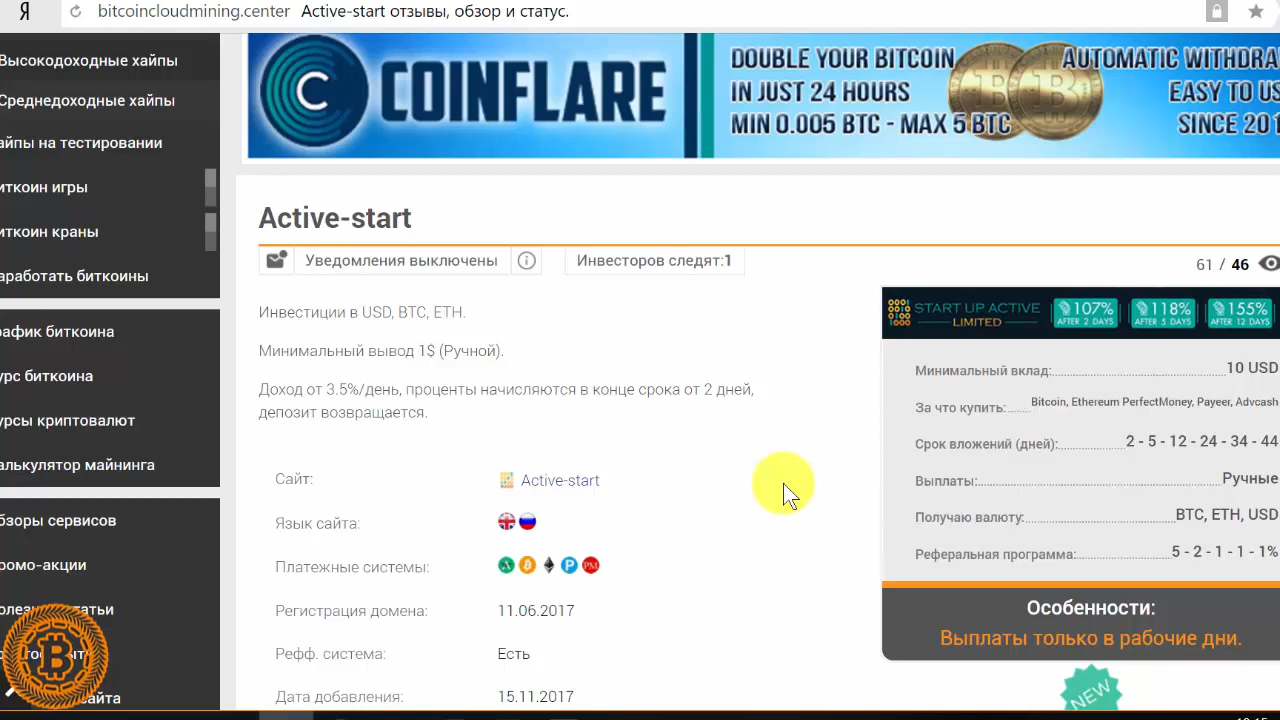 Я
bitcoincloudmining.center Active-start отзывы, обзор и статус.
Высокодоходные хайпы
Среднедоходные хайпы
айпы на тестировании
иткоин игры
иткоин краны
аработать биткоины
рафик биткоина
урс биткоина
урсы криптовалют
алькулятор майнинга
бзоры сервисов
ромо-акции
C
COINFLARE
DOUBLE YOUR BITCOIN
IN JUST 24 HOURS
MIN 0.005 BTC - MAX 5 BTC
AUTOMATIC WITHDRA
EASY TO US
SINCE 201
Active-start
Уведомления выключены
Инвесторов следят:1
61 / 46
Инвестиции в USD, BTC, ETH.
Минимальный вывод 1$ (Ручной).
Доход от 3.5%/день, проценты начисляются в конце срока от 2 дней,
депозит возвращается.
Сайт: Active-start
Язык сайта:
Платежные системы:
Регистрация домена: 11.06.2017
Рефф. система: Есть
Дата добавления: 15.11.2017
START UP ACTIVE
LIMITED
107%
AFTER 2 DAYS
118%
AFTER 5 DAYS
155%
AFTER 12 DAYS
Минимальный вклад: 10 USD
За что купить: Bitcoin, Ethereum PerfectMoney, Payeer, Advcash
Срок вложений (дней): 2 - 5 - 12 - 24 - 34 - 44
Выплаты: Ручные
Получаю валюту: BTC, ETH, USD
Реферальная программа: 5 - 2 - 1 - 1 - 1%
Особенности:
Выплаты только в рабочие дни.
NEW